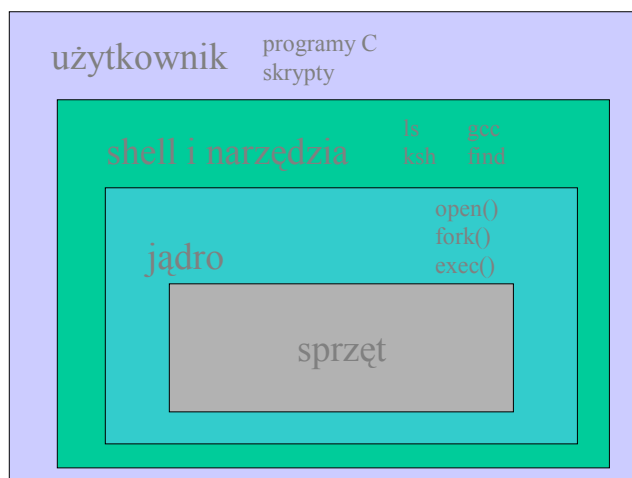 użytkownik
programy C
skrypty
shell i narzędzia
ls gcc
ksh find
open()
fork()
exec()
jądro
sprzęt